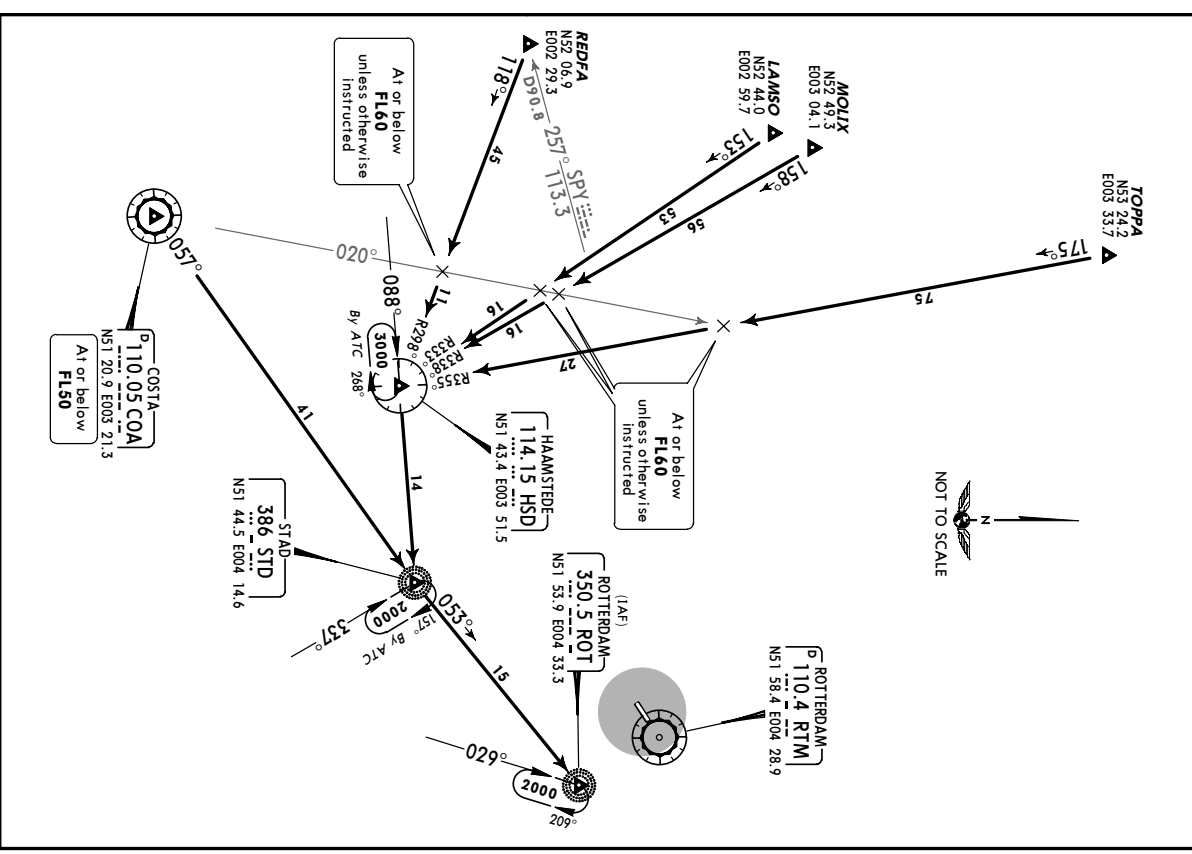 REDFA
N52 06.9
E002 29.3
LAMSO
N52 44.0
E002 59.7
MOLIX
N52 49.3
E003 04.1
TOPPA
N53 24.2
E003 33.7
118°
45
D90.8
257° SPY
113.3
153°
53
158°
56
175°
75
At or below
FL60
unless otherwise
instructed
020°
11
16
16
27
R298°
R333°
R338°
R355°
088°
3000
By ATC
268°
At or below
FL60
unless otherwise
instructed
N
NOT TO SCALE
057°
41
COSTA
D 110.05 COA
N51 20.9 E003 21.3
At or below
FL50
HAAMSTEDE
114.15 HSD
N51 43.4 E003 51.5
14
STAD
386 STD
N51 44.5 E004 14.6
053°
2000
157° By ATC
337°
15
(IAF)
ROTTERDAM
350.5 ROT
N51 53.9 E004 33.3
029°
2000
209°
ROTTERDAM
D 110.4 RTM
N51 58.4 E004 28.9